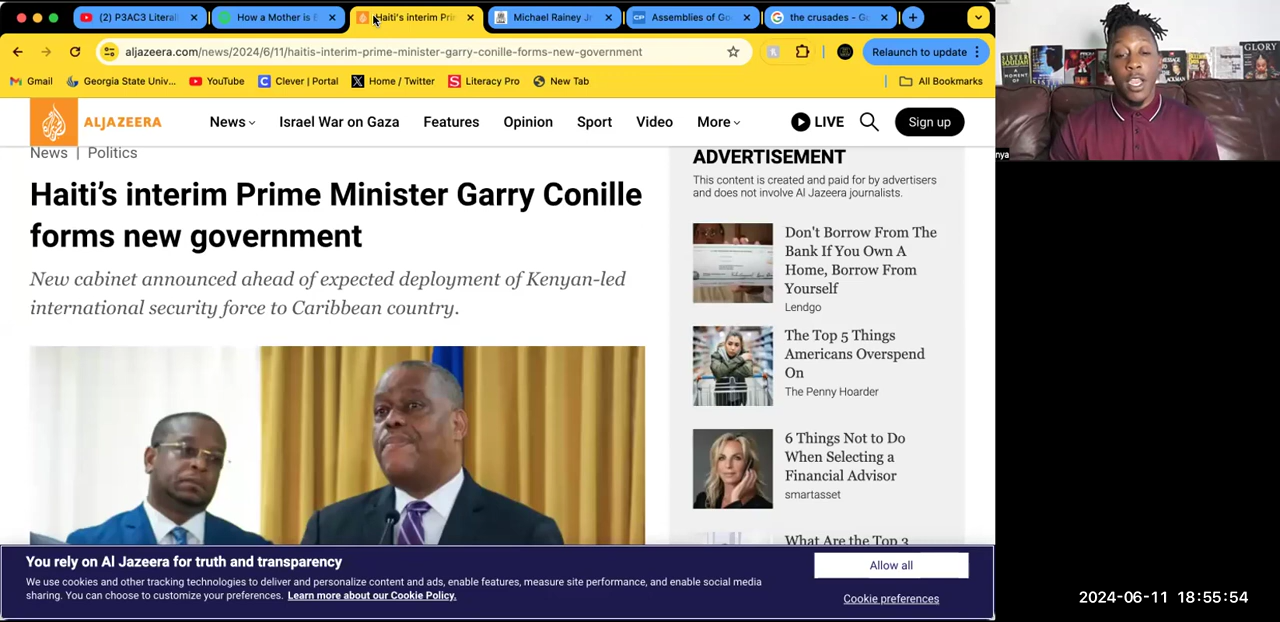 (2) P3AC3 Literal
How a Mother is
Haiti's interim Pri
Michael Rainey Jr
Assemblies of Go
the crusades - G
aljazeera.com/news/2024/6/11/haitis-interim-prime-minister-garry-conille-forms-new-government
Relaunch to update
Gmail
Georgia State Univ...
YouTube
Clever | Portal
Home / Twitter
Literacy Pro
New Tab
All Bookmarks
ALJAZEERA
News
Israel War on Gaza
Features
Opinion
Sport
Video
More
LIVE
Sign up
News | Politics
Haiti's interim Prime Minister Garry Conille
forms new government
New cabinet announced ahead of expected deployment of Kenyan-led
international security force to Caribbean country.
ADVERTISEMENT
This content is created and paid for by advertisers
and does not involve Al Jazeera journalists.
Don't Borrow From The
Bank If You Own A
Home, Borrow From
Yourself
Lendgo
The Top 5 Things
Americans Overspend
On
The Penny Hoarder
6 Things Not to Do
When Selecting a
Financial Advisor
smartasset
What Are the Top 3
You rely on Al Jazeera for truth and transparency
We use cookies and other tracking technologies to deliver and personalize content and ads, enable features, measure site performance, and enable social media
sharing. You can choose to customize your preferences. Learn more about our Cookie Policy.
Allow all
Cookie preferences
SISTER
SOULJAH
A MOMENT
OF
MESSAGE
TO THE
BLACKMAN
GLORY
nya
2024-06-11 18:55:54